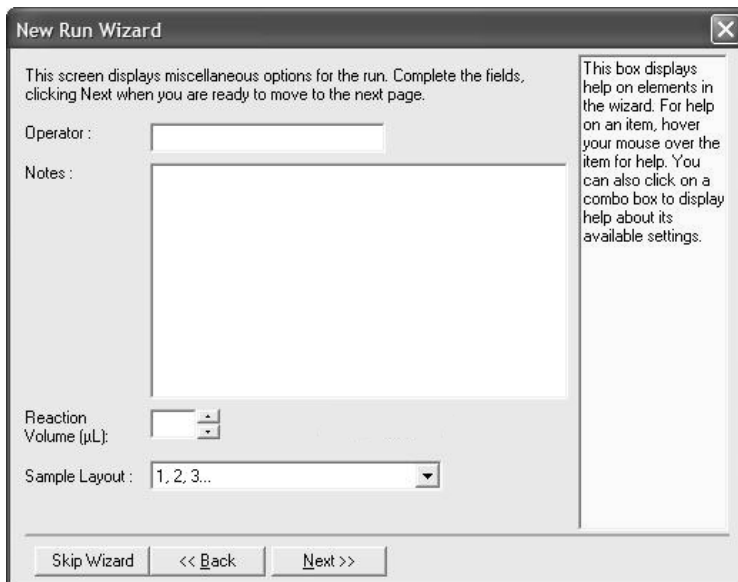 New Run Wizard
This screen displays miscellaneous options for the run. Complete the fields,
clicking Next when you are ready to move to the next page.
Operator :
Notes :
Reaction
Volume (µL):
Sample Layout :
1, 2, 3...
This box displays
help on elements in
the wizard. For help
on an item, hover
your mouse over the
item for help. You
can also click on a
combo box to display
help about its
available settings.
Skip Wizard
<< Back
Next >>